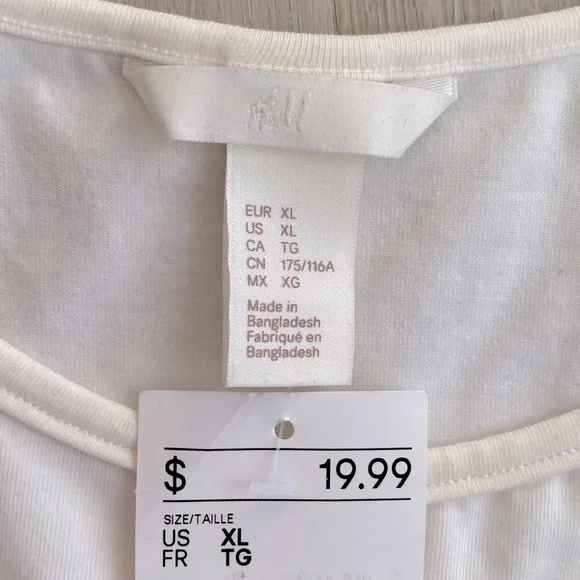 H&M
EUR XL
US XL
CA TG
CN 175/116A
MX XG
Made in
Bangladesh
Fabriqué en
Bangladesh
$ 19.99
SIZE/TAILLE
US XL
FR TG